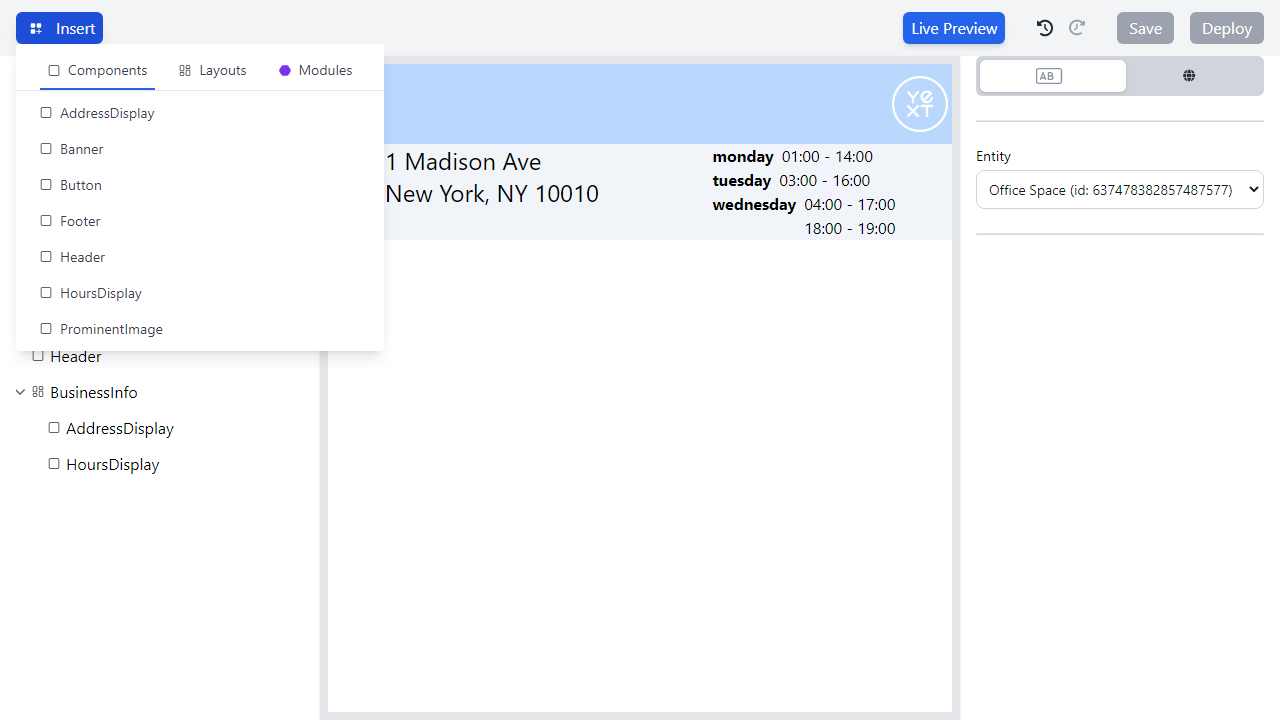 Insert
Live Preview
Save
Deploy
Components
Layouts
Modules
AddressDisplay
Banner
Button
Footer
Header
HoursDisplay
ProminentImage
Header
BusinessInfo
AddressDisplay
HoursDisplay
YEXT
1 Madison Ave
New York, NY 10010
monday 01:00 - 14:00
tuesday 03:00 - 16:00
wednesday 04:00 - 17:00
18:00 - 19:00
AB
Entity
Office Space (id: 637478382857487577)